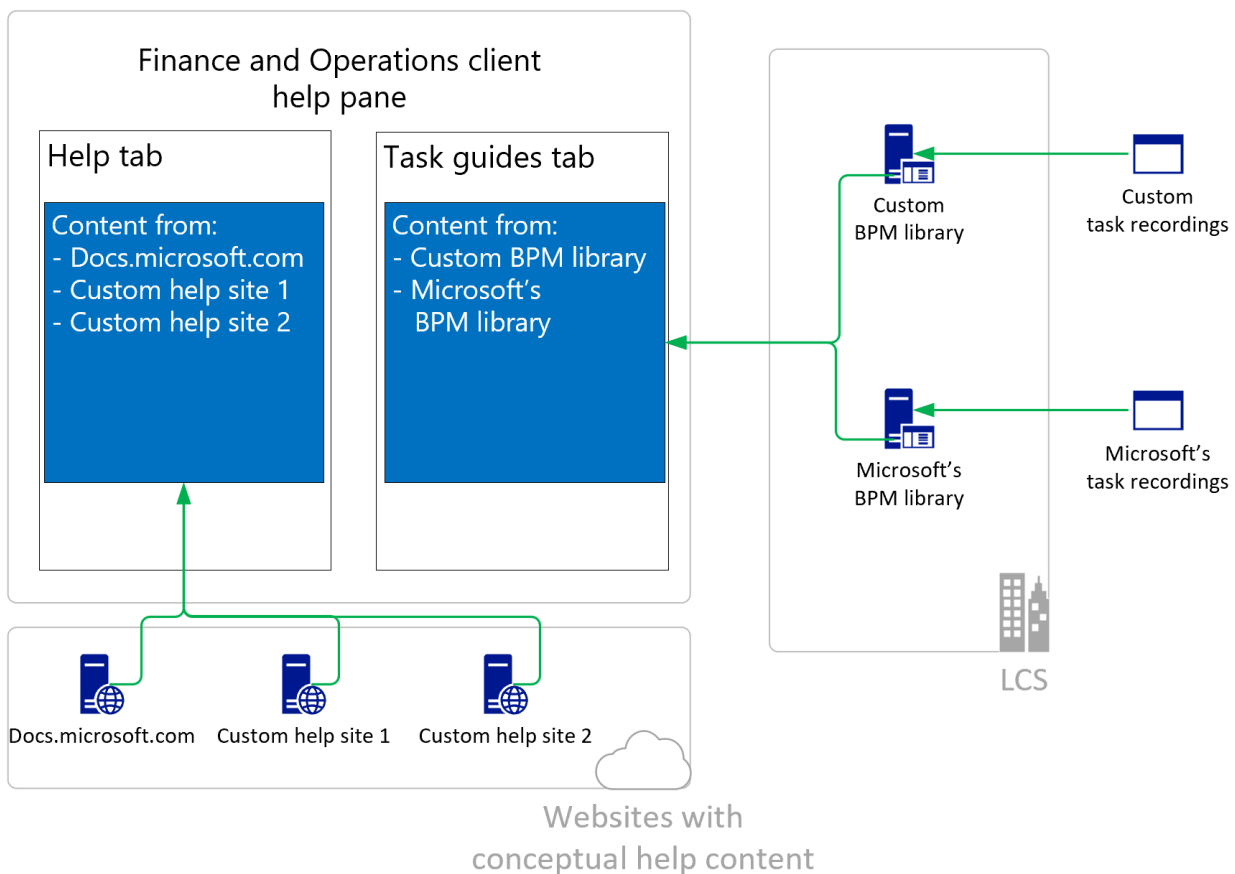 Finance and Operations client
help pane
Help tab
Content from:
- Docs.microsoft.com
- Custom help site 1
- Custom help site 2
Task guides tab
Content from:
- Custom BPM library
- Microsoft’s
BPM library
Custom
BPM library
Custom
task recordings
Microsoft’s
BPM library
Microsoft’s
task recordings
LCS
Docs.microsoft.com
Custom help site 1
Custom help site 2
Websites with
conceptual help content